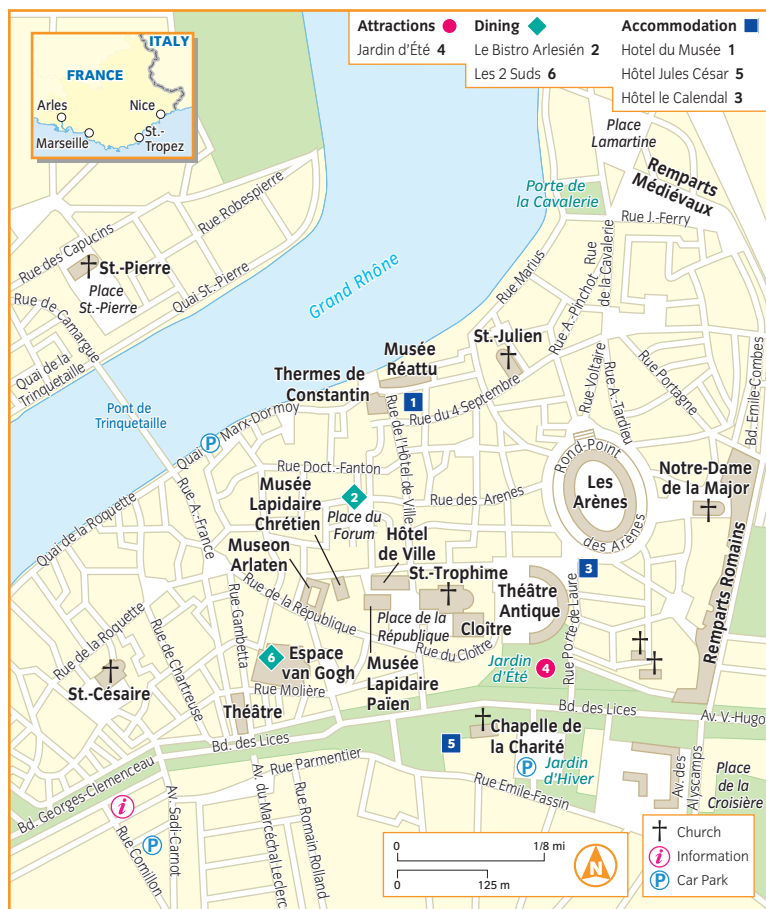 Attractions
Jardin d'Été 4
Dining
Le Bistro Arlesién 2
Les 2 Suds 6
Accommodation
Hotel du Musée 1
Hôtel Jules César 5
Hôtel le Calendal 3
ITALY
FRANCE
Arles
Nice
Marseille
St.-
Tropez
Place
Lamartine
Remparts
Médiévaux
Porte de
la Cavalerie
Rue J.-Ferry
Rue Robespierre
Rue des Capucins
St.-Pierre
Place
St.-Pierre
Quai St.-Pierre
Rue de Camargue
Quai de la
Trinquetaille
Grand Rhône
Rue Marius
Rue A.-Pinchot
Rue
de la Cavalerie
St.-Julien
Musée
Réattu
Thermes de
Constantin
1
Rue du 4 Septembre
Rue Voltaire
Rue A.-Tardieu
Rue Portagne
Bd. Emile-Combes
Pont de
Trinquetaille
P
Quai Marx-Dormoy
Rue de l'Hôtel de Ville
Rue Doct.-Fanton
2
Place du
Forum
Rue des Arenes
Rond-Point
des Arènes
Les
Arènes
Notre-Dame
de la Major
Musée
Lapidaire
Chrétien
Quai de la Roquette
Rue A.-France
Museon
Arlaten
Hôtel
de Ville
St.-Trophime
Théâtre
Antique
3
Cloître
Rue de la République
Place de la
République
Rue du Cloître
Rue Porte de Laure
Remparts Romains
Rue de la Roquette
Rue de Chartreuse
Rue Gambetta
6
Espace
van Gogh
Musée
Lapidaire
Païen
Jardin
d'Été
4
St.-Césaire
Rue Molière
Théâtre
Bd. des Lices
Bd. des Lices
Av. V-Hugo
5
Chapelle de
la Charité
P
Jardin
d'Hiver
Bd. Georges-Clemenceau
Rue Parmentier
Rue Emile-Fassin
Av. des
Alyscamps
Place
de la
Croisière
i
Rue Cornillon
P
Av. Sadi-Carnot
Av. du Marcéchal Leclerc
Rue Romain Rolland
0
1/8 mi
0
125 m
N
Church
i Information
P Car Park